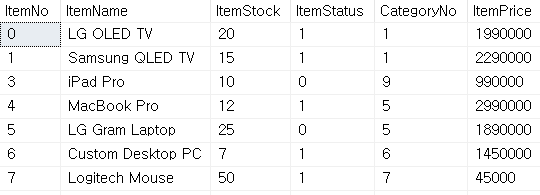 ItemNo ItemName ItemStock ItemStatus CategoryNo ItemPrice
0 LG OLED TV 20 1 1 1990000
1 Samsung QLED TV 15 1 1 2290000
3 iPad Pro 10 0 9 990000
4 MacBook Pro 12 1 5 2990000
5 LG Gram Laptop 25 0 5 1890000
6 Custom Desktop PC 7 1 6 1450000
7 Logitech Mouse 50 1 7 45000